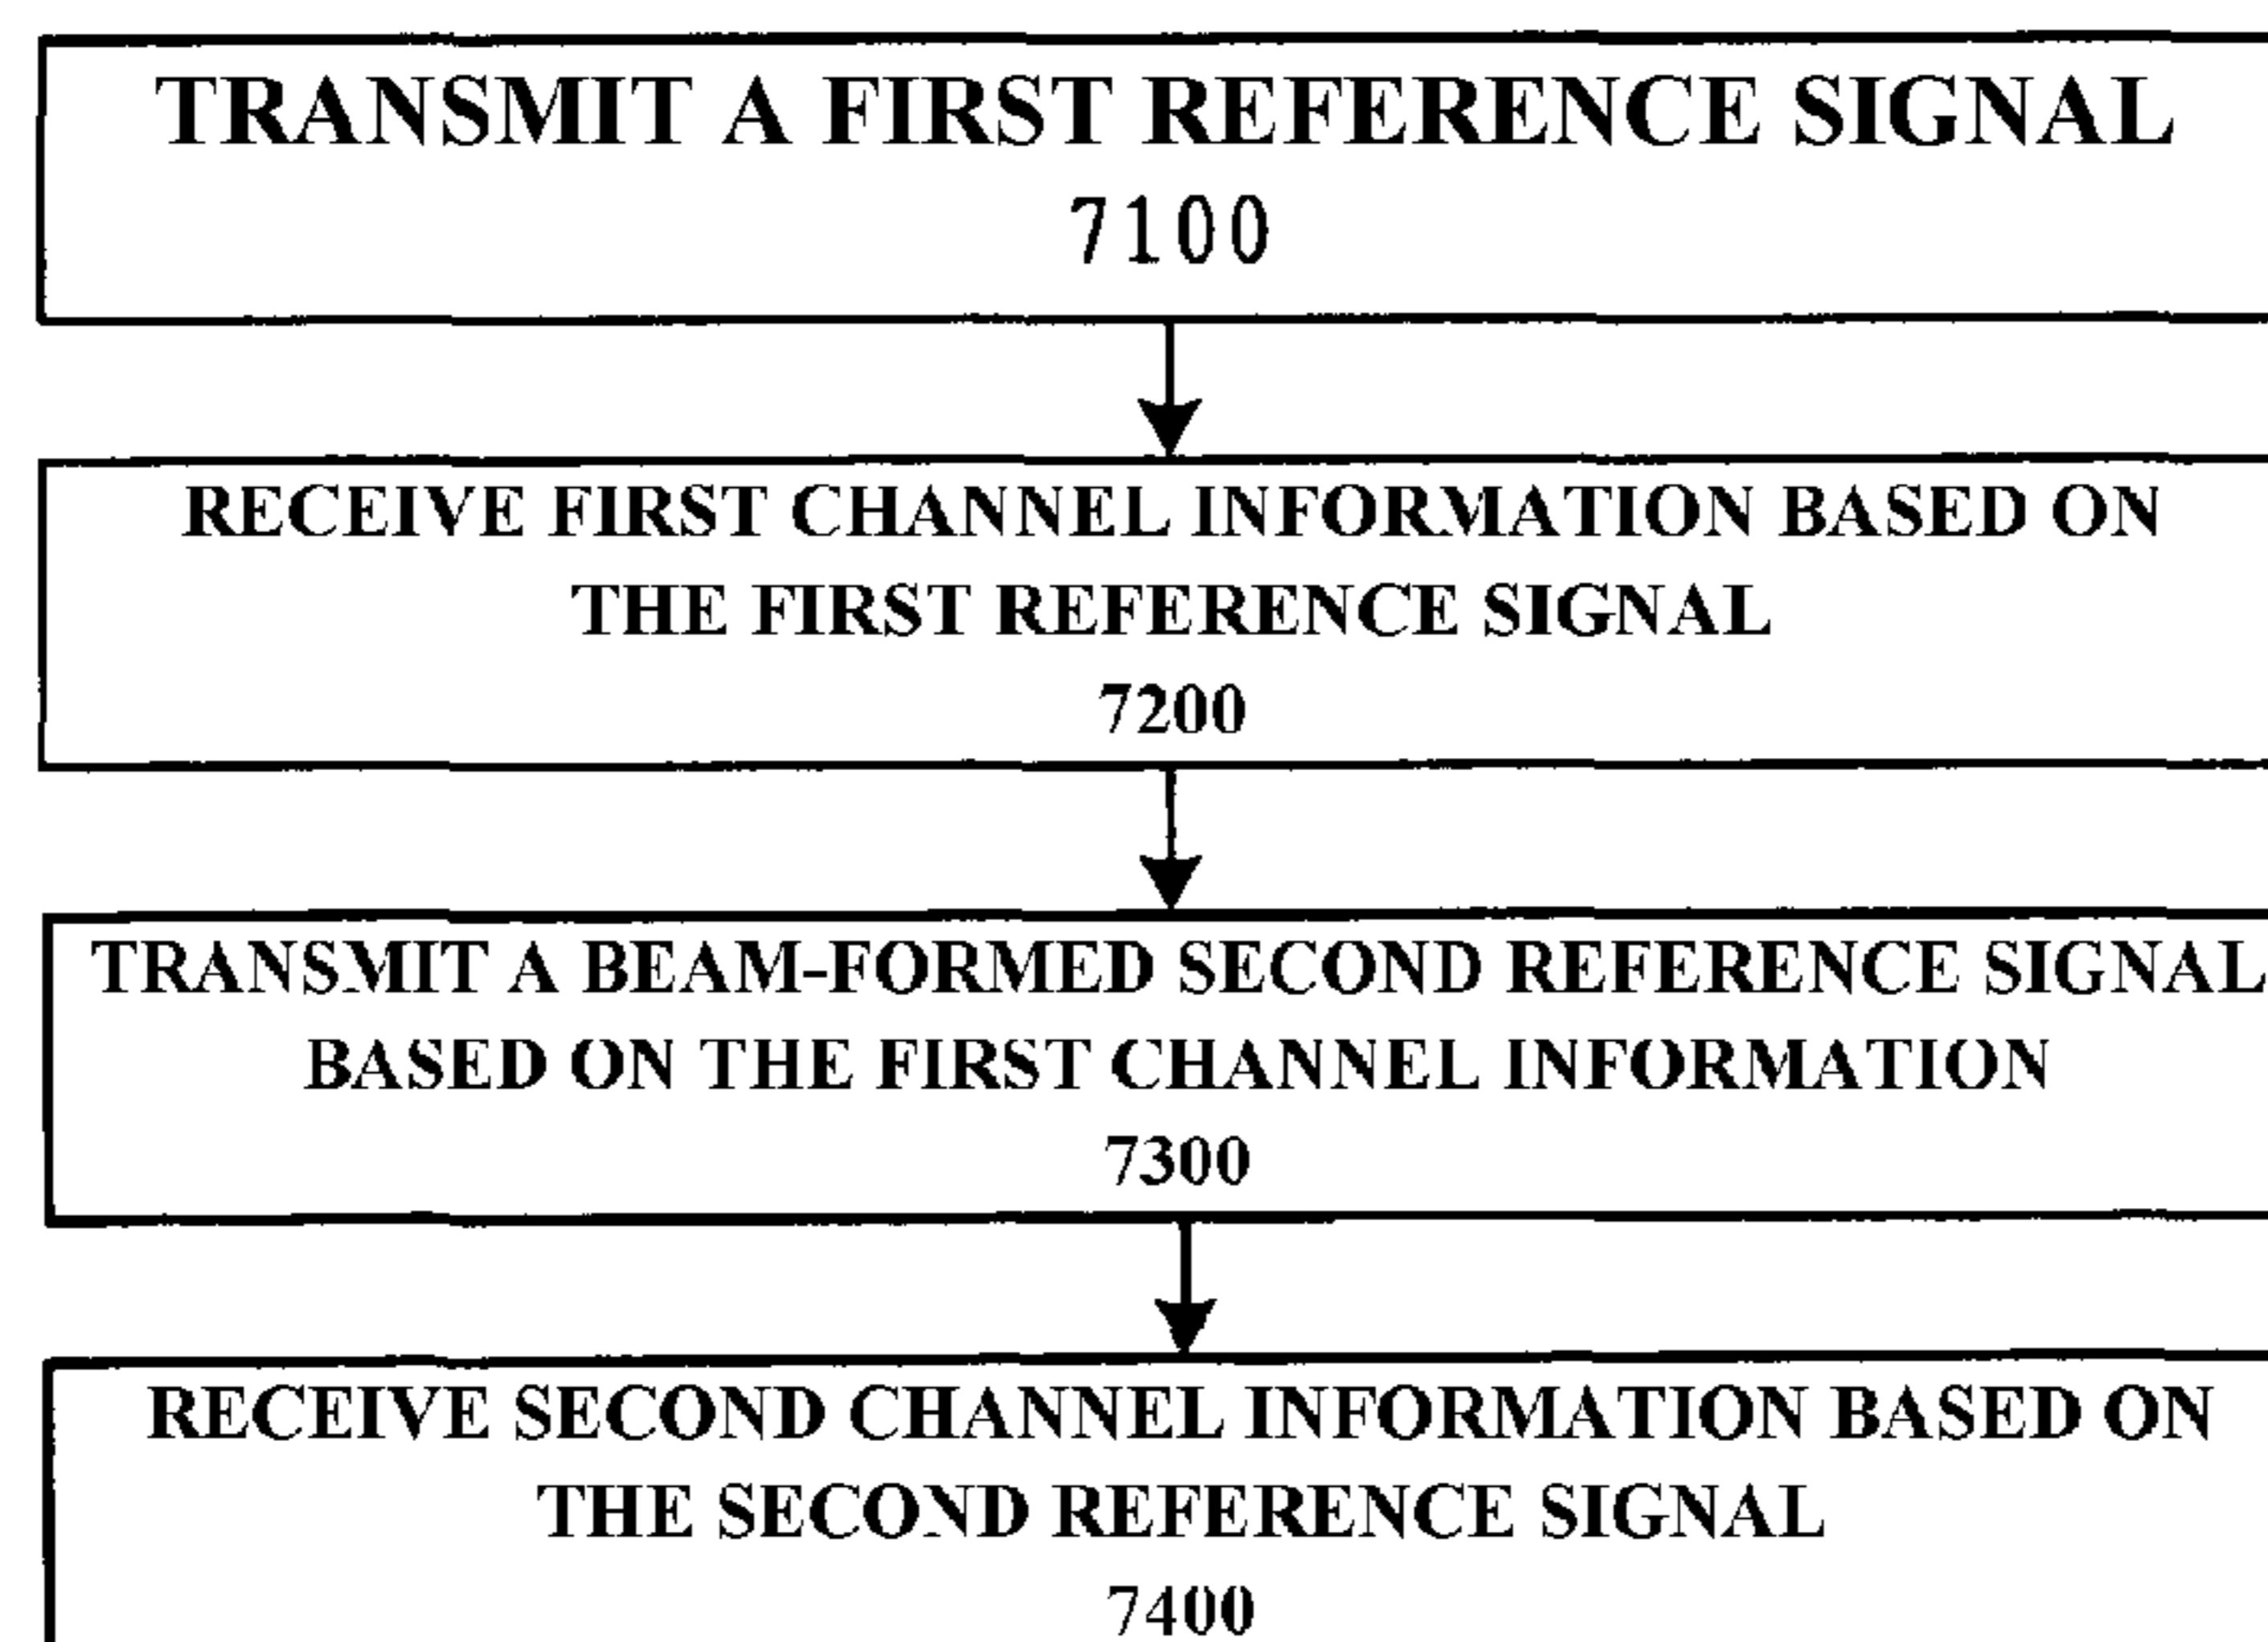 TRANSMIT A FIRST REFERENCE SIGNAL
7100
RECEIVE FIRST CHANNEL INFORMATION BASED ON
THE FIRST REFERENCE SIGNAL
7200
TRANSMIT A BEAM-FORMED SECOND REFERENCE SIGNAL
BASED ON THE FIRST CHANNEL INFORMATION
7300
RECEIVE SECOND CHANNEL INFORMATION BASED ON
THE SECOND REFERENCE SIGNAL
7400